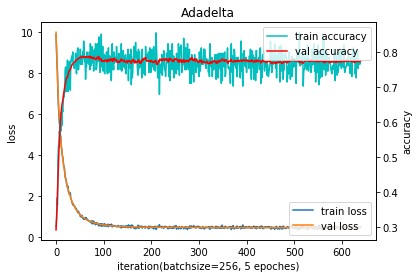 Adadelta
train accuracy
val accuracy
10
8
6
4
2
0
loss
0.8
0.7
0.6
0.5
0.4
0.3
accuracy
train loss
val loss
0 100 200 300 400 500 600
iteration(batchsize=256, 5 epoches)